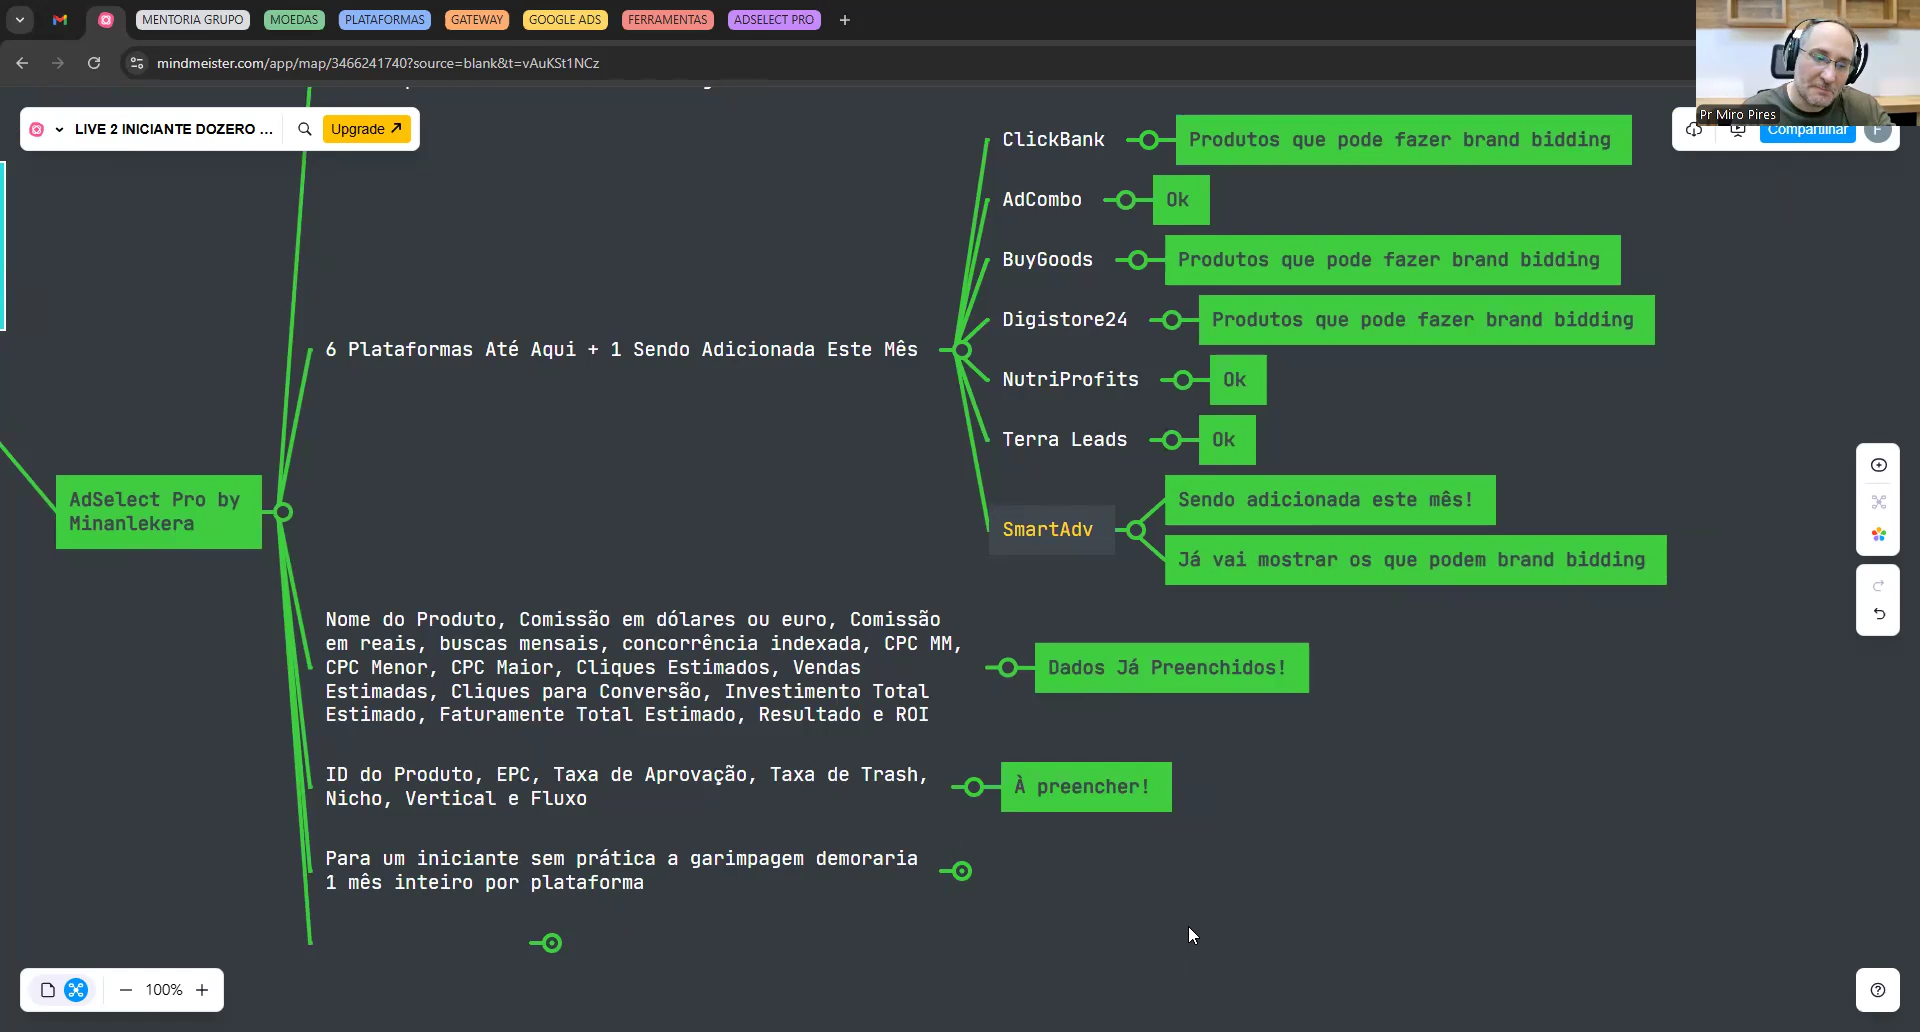 MENTORIA GRUPO
MOEDAS
PLATAFORMAS
GATEWAY
GOOGLE ADS
FERRAMENTAS
ADSELECT PRO
mindmeister.com/app/map/3466241740?source=blank&t=vAuKSt1NCz
Pr Miro Pires
LIVE 2 INICIANTE DOZERO ...
Upgrade
Compartilhar
F
ClickBank
Produtos que pode fazer brand bidding
AdCombo
Ok
BuyGoods
Produtos que pode fazer brand bidding
Digistore24
Produtos que pode fazer brand bidding
6 Plataformas Até Aqui + 1 Sendo Adicionada Este Mês
NutriProfits
Ok
Terra Leads
Ok
AdSelect Pro by
Minanlekera
SmartAdv
Sendo adicionada este mês!
Já vai mostrar os que podem brand bidding
Nome do Produto, Comissão em dólares ou euro, Comissão
em reais, buscas mensais, concorrência indexada, CPC MM,
CPC Menor, CPC Maior, Cliques Estimados, Vendas
Estimadas, Cliques para Conversão, Investimento Total
Estimado, Faturamente Total Estimado, Resultado e ROI
Dados Já Preenchidos!
ID do Produto, EPC, Taxa de Aprovação, Taxa de Trash,
Nicho, Vertical e Fluxo
À preencher!
Para um iniciante sem prática a garimpagem demoraria
1 mês inteiro por plataforma
100%